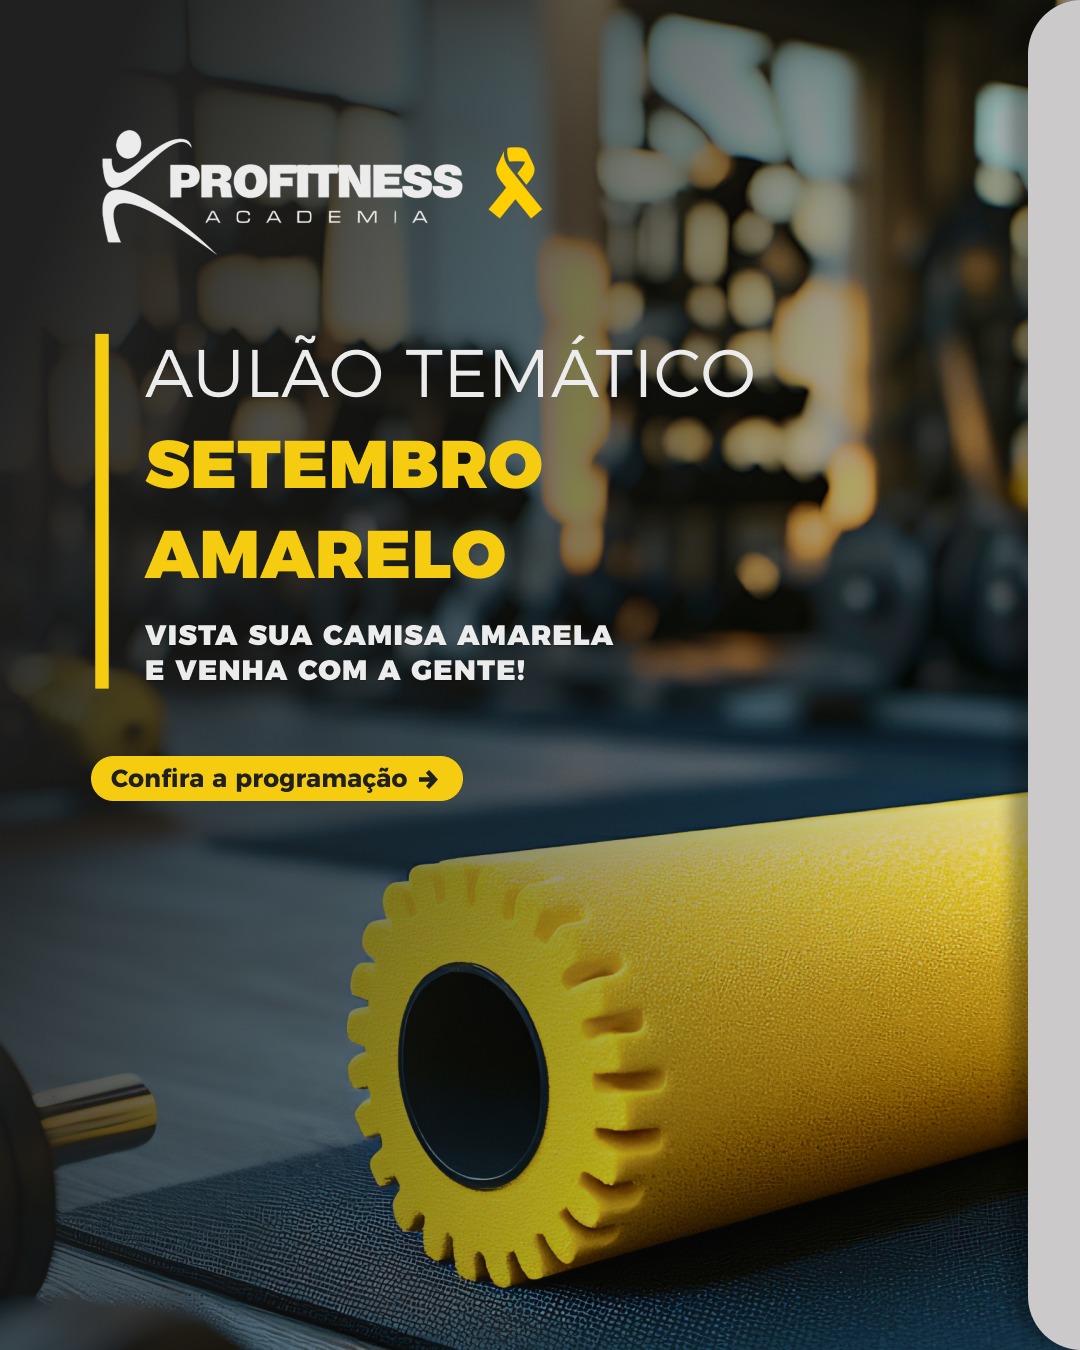 PROFITNESS
ACADEMIA
AULÃO TEMÁTICO
SETEMBRO
AMARELO
VISTA SUA CAMISA AMARELA
E VENHA COM A GENTE!
Confira a programação →